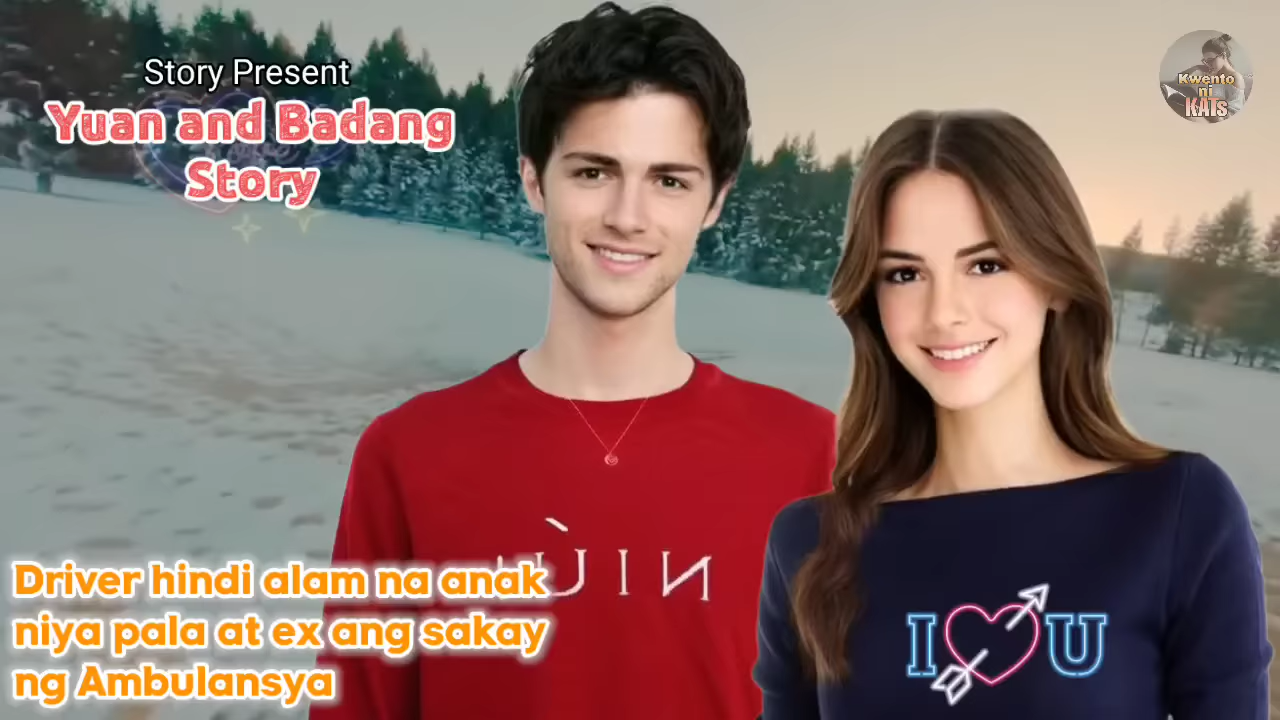 Story Present
Yuan and Badang
Story
Kwento
ni
KATs
Driver hindi alam na anak
niya pala at ex ang sakay
ng Ambulansya
I U